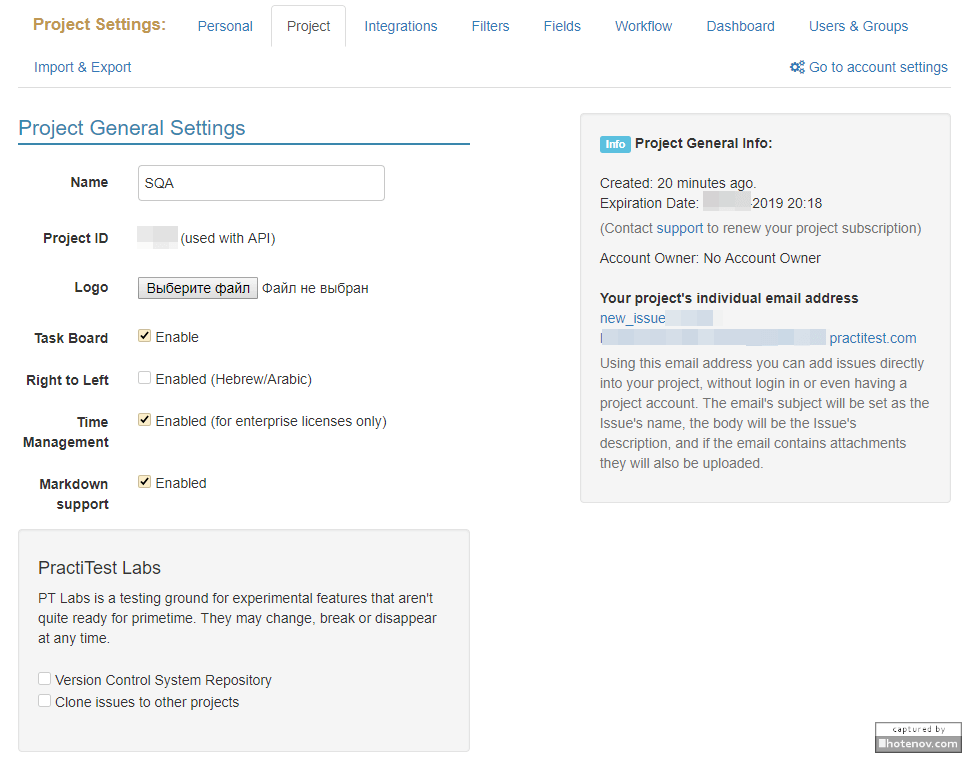 Project Settings: Personal Project Integrations Filters Fields Workflow Dashboard Users & Groups
Import & Export Go to account settings
Project General Settings
Name SQA
Project ID (used with API)
Logo Выберите файл Файл не выбран
Task Board Enable
Right to Left Enabled (Hebrew/Arabic)
Time Enabled (for enterprise licenses only)
Management
Markdown Enabled
support
PractiTest Labs
PT Labs is a testing ground for experimental features that aren't
quite ready for primetime. They may change, break or disappear
at any time.
Version Control System Repository
Clone issues to other projects
Info Project General Info:
Created: 20 minutes ago.
Expiration Date: -2019 20:18
(Contact support to renew your project subscription)
Account Owner: No Account Owner
Your project's individual email address
new_issue
practitest.com
Using this email address you can add issues directly
into your project, without login in or even having a
project account. The email's subject will be set as the
Issue's name, the body will be the Issue's
description, and if the email contains attachments
they will also be uploaded.
captured by
hotenov.com